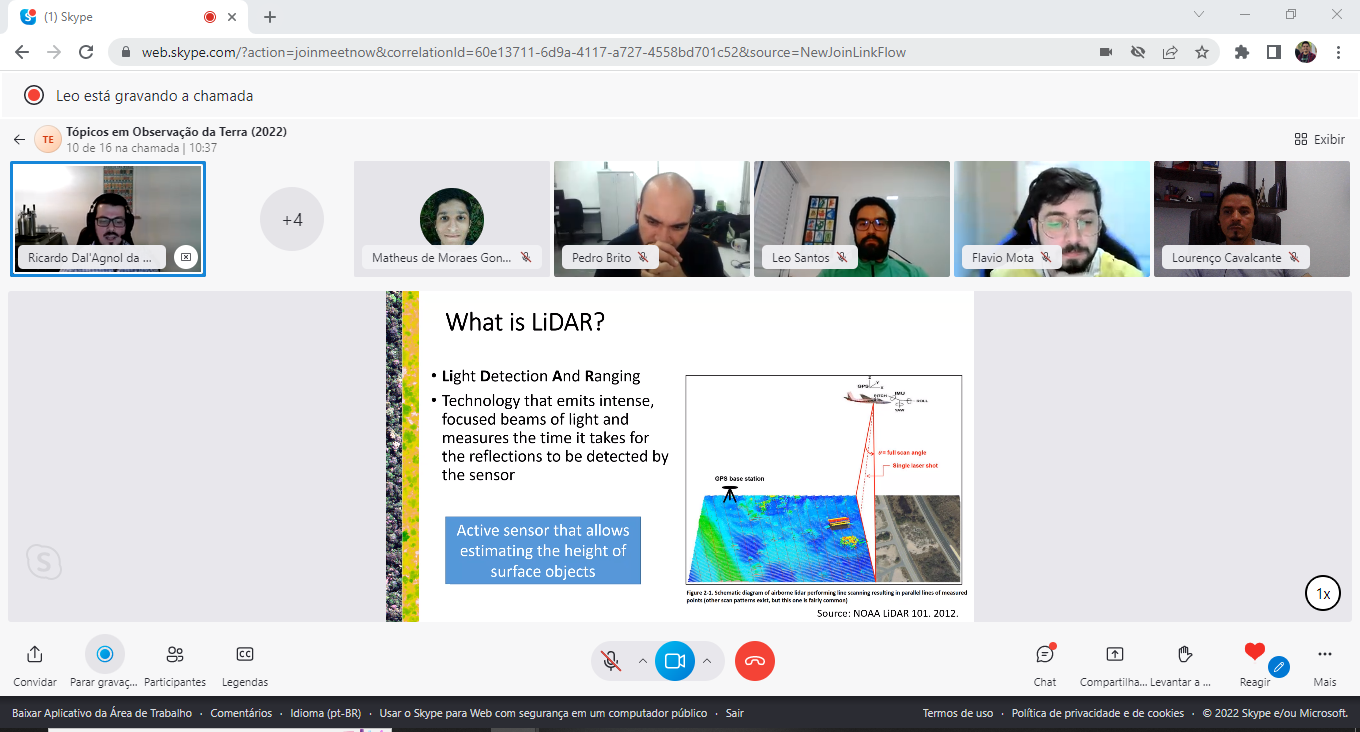 (1) Skype
web.skype.com/?action=joinmeetnow&correlationId=60e13711-6d9a-4117-a727-4558bd701c52&source=NewJoinLinkFlow
Leo está gravando a chamada
TE
Tópicos em Observação da Terra (2022)
10 de 16 na chamada | 10:37
Exibir
Ricardo Dal'Agnol da ...
+4
Matheus de Moraes Gon...
Pedro Brito
Leo Santos
Flavio Mota
Lourenço Cavalcante
What is LiDAR?
• Light Detection And Ranging
• Technology that emits intense,
focused beams of light and
measures the time it takes for
the reflections to be detected by
the sensor
Active sensor that allows
estimating the height of
surface objects
GPS
IMU
PITCH
ROLL
YAW
= full scan angle
Single laser shot
GPS base station
Figure 2-1. Schematic diagram of airborne lidar performing line scanning resulting in parallel lines of measured
points (other scan patterns exist, but this one is fairly common)
Source: NOAA LiDAR 101. 2012.
1x
Convidar
Parar gravaç...
Participantes
CC
Legendas
Chat
Compartilha...
Levantar a ...
Reagir
Mais
Baixar Aplicativo da Área de Trabalho · Comentários · Idioma (pt-BR) · Usar o Skype para Web com segurança em um computador público · Sair
Termos de uso · Política de privacidade e de cookies · © 2022 Skype e/ou Microsoft.